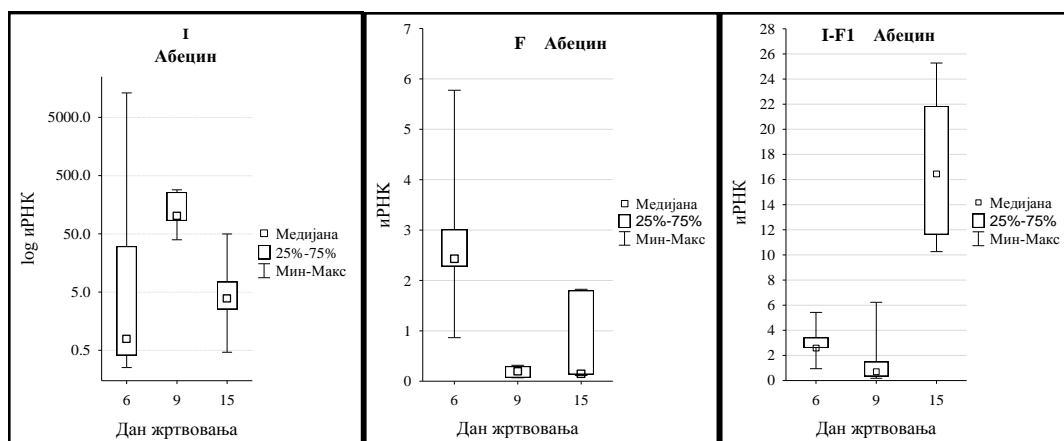 I
Абецин
5000.0
500.0
50.0
5.0
0.5
log иРНК
6 9 15
Дан жртвовања
Медијана
25%-75%
Мин-Макс
F Абецин
7
6
5
4
3
2
1
0
иРНК
6 9 15
Дан жртвовања
Медијана
25%-75%
Мин-Макс
I-F1 Абецин
28
26
24
22
20
18
16
14
12
10
8
6
4
2
0
иРНК
6 9 15
Дан жртвовања
Медијана
25%-75%
Мин-Макс